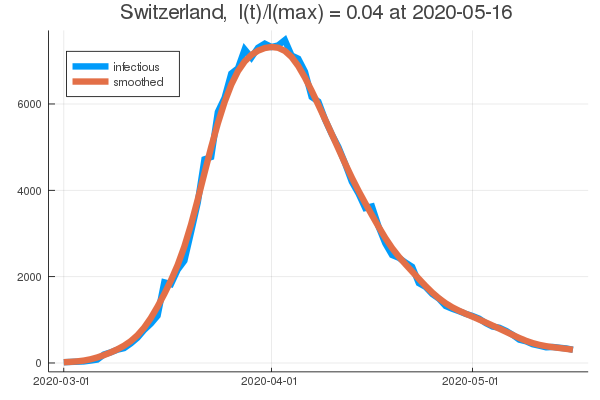 Switzerland, I(t)/I(max) = 0.04 at 2020-05-16
infectious
smoothed
6000
4000
2000
0
2020-03-01 2020-04-01 2020-05-01